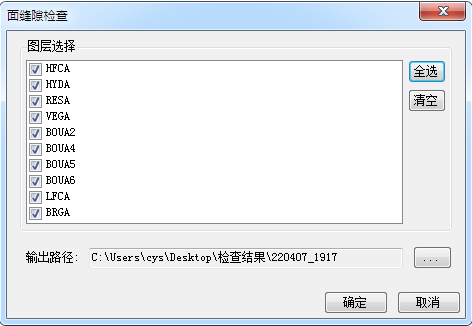 面缝隙检查
图层选择
HFCA
HYDA
RESA
VEGA
BOUA2
BOUA4
BOUA5
BOUA6
LFCA
BRGA
全选
清空
输出路径: C:\Users\cys\Desktop\检查结果\220407_1917 ...
确定 取消